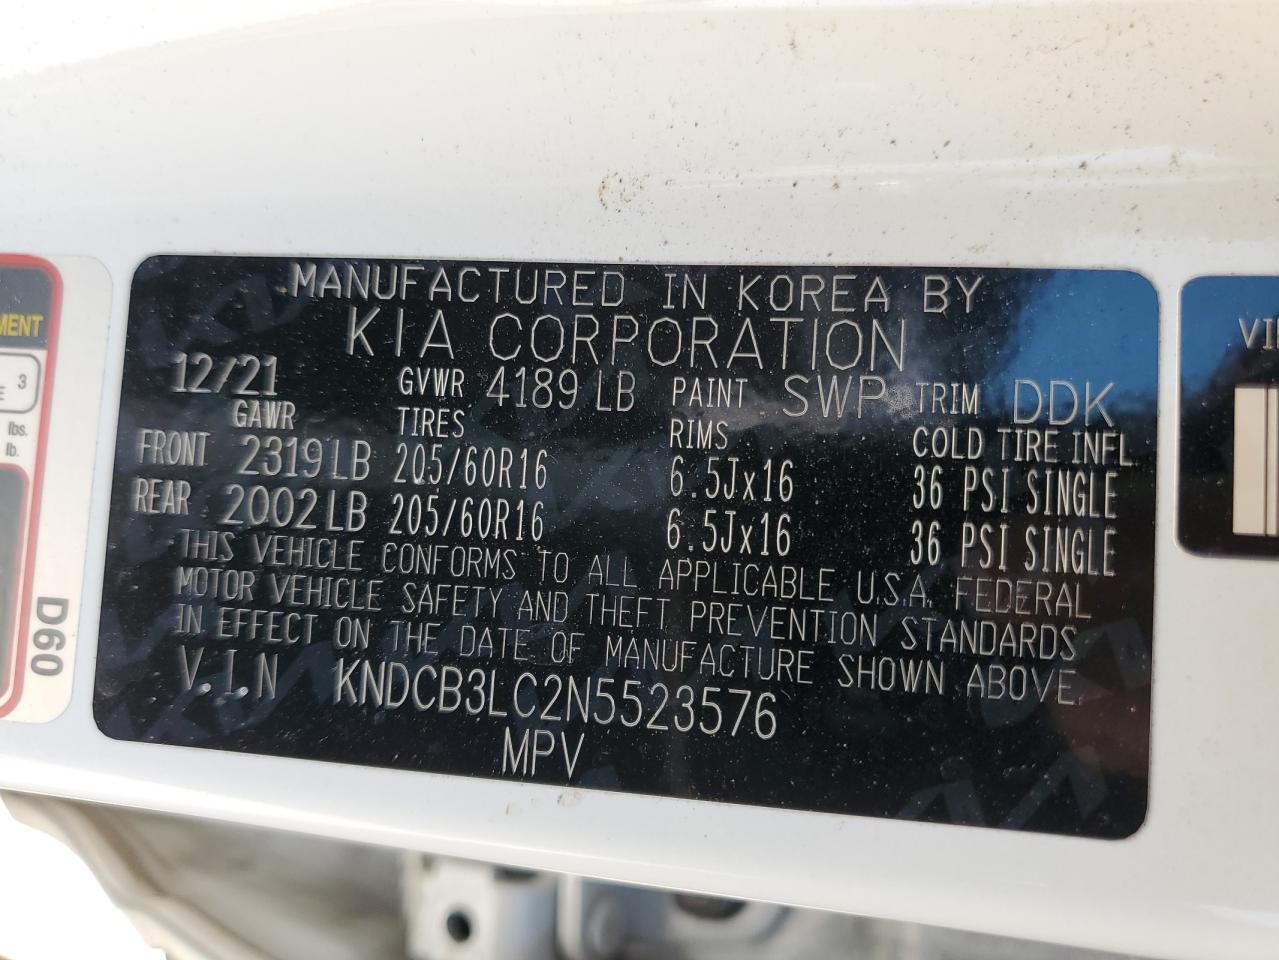 MANUFACTURED IN KOREA BY
KIA CORPORATION
12/21 GVWR 4189 LB PAINT SWP TRIM DDK
GAWR TIRES RIMS COLD TIRE INFL
FRONT 2319 LB 205/60R16 6.5Jx16 36 PSI SINGLE
REAR 2002 LB 205/60R16 6.5Jx16 36 PSI SINGLE
THIS VEHICLE CONFORMS TO ALL APPLICABLE U.S.A. FEDERAL
MOTOR VEHICLE SAFETY AND THEFT PREVENTION STANDARDS
IN EFFECT ON THE DATE OF MANUFACTURE SHOWN ABOVE.
V.I.N KNDCB3LC2N5523576
MPV
3
lbs.
lb.
D60